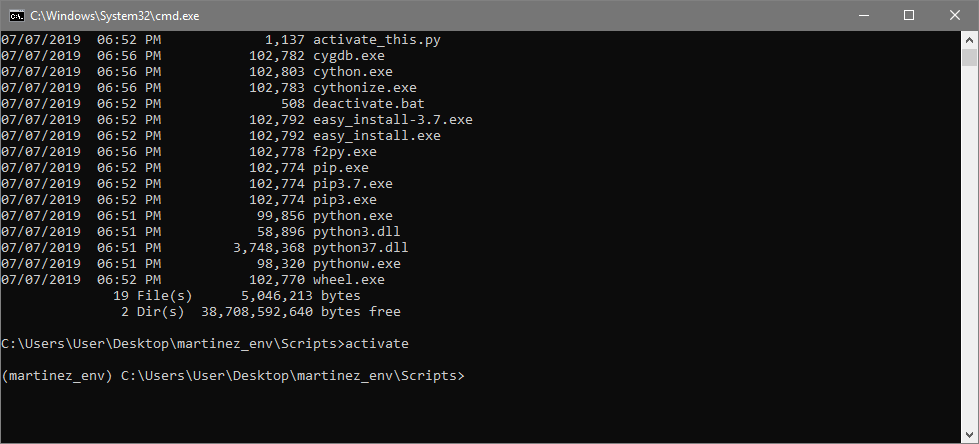 C:\Windows\System32\cmd.exe
07/07/2019  06:52 PM             1,137 activate_this.py
07/07/2019  06:56 PM           102,782 cygdb.exe
07/07/2019  06:56 PM           102,803 cython.exe
07/07/2019  06:56 PM           102,783 cythonize.exe
07/07/2019  06:52 PM               508 deactivate.bat
07/07/2019  06:52 PM           102,792 easy_install-3.7.exe
07/07/2019  06:52 PM           102,792 easy_install.exe
07/07/2019  06:56 PM           102,778 f2py.exe
07/07/2019  06:52 PM           102,774 pip.exe
07/07/2019  06:52 PM           102,774 pip3.7.exe
07/07/2019  06:52 PM           102,774 pip3.exe
07/07/2019  06:51 PM            99,856 python.exe
07/07/2019  06:51 PM            58,896 python3.dll
07/07/2019  06:51 PM         3,748,368 python37.dll
07/07/2019  06:51 PM            98,320 pythonw.exe
07/07/2019  06:52 PM           102,770 wheel.exe
              19 File(s)      5,046,213 bytes
               2 Dir(s)  38,708,592,640 bytes free
C:\Users\User\Desktop\martinez_env\Scripts>activate
(martinez_env) C:\Users\User\Desktop\martinez_env\Scripts>